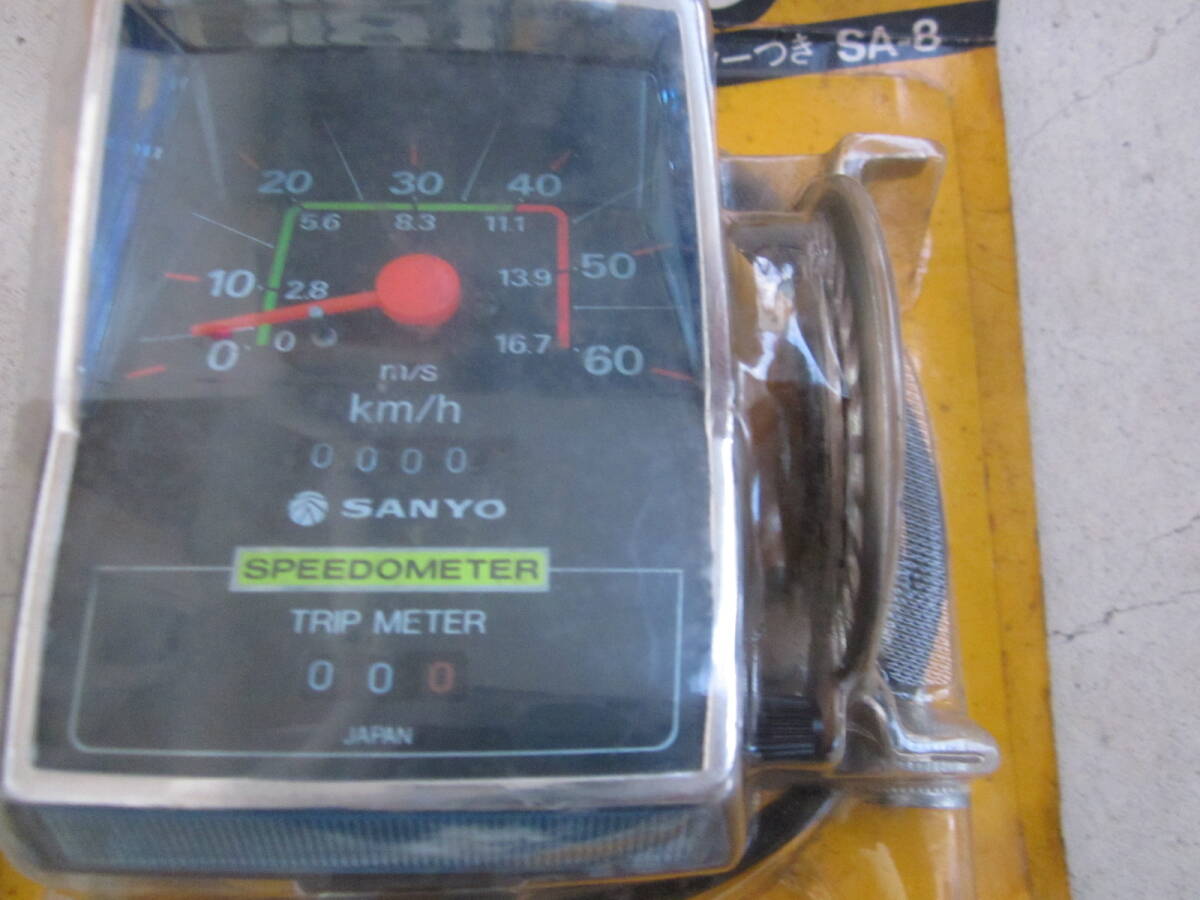 ーつき SA-8
20 30 40
5.6 8.3 11.1
10 2.8 13.9 50
0 0 16.7 60
m/s
km/h
0000
SANYO
SPEEDOMETER
TRIP METER
000
JAPAN